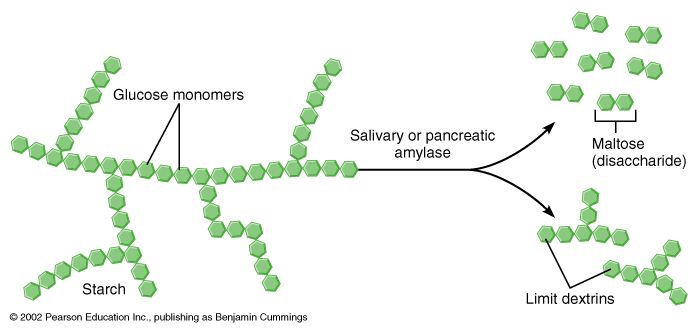 Glucose monomers
Salivary or pancreatic
amylase
Maltose
(disaccharide)
Starch
Limit dextrins
© 2002 Pearson Education Inc., publishing as Benjamin Cummings